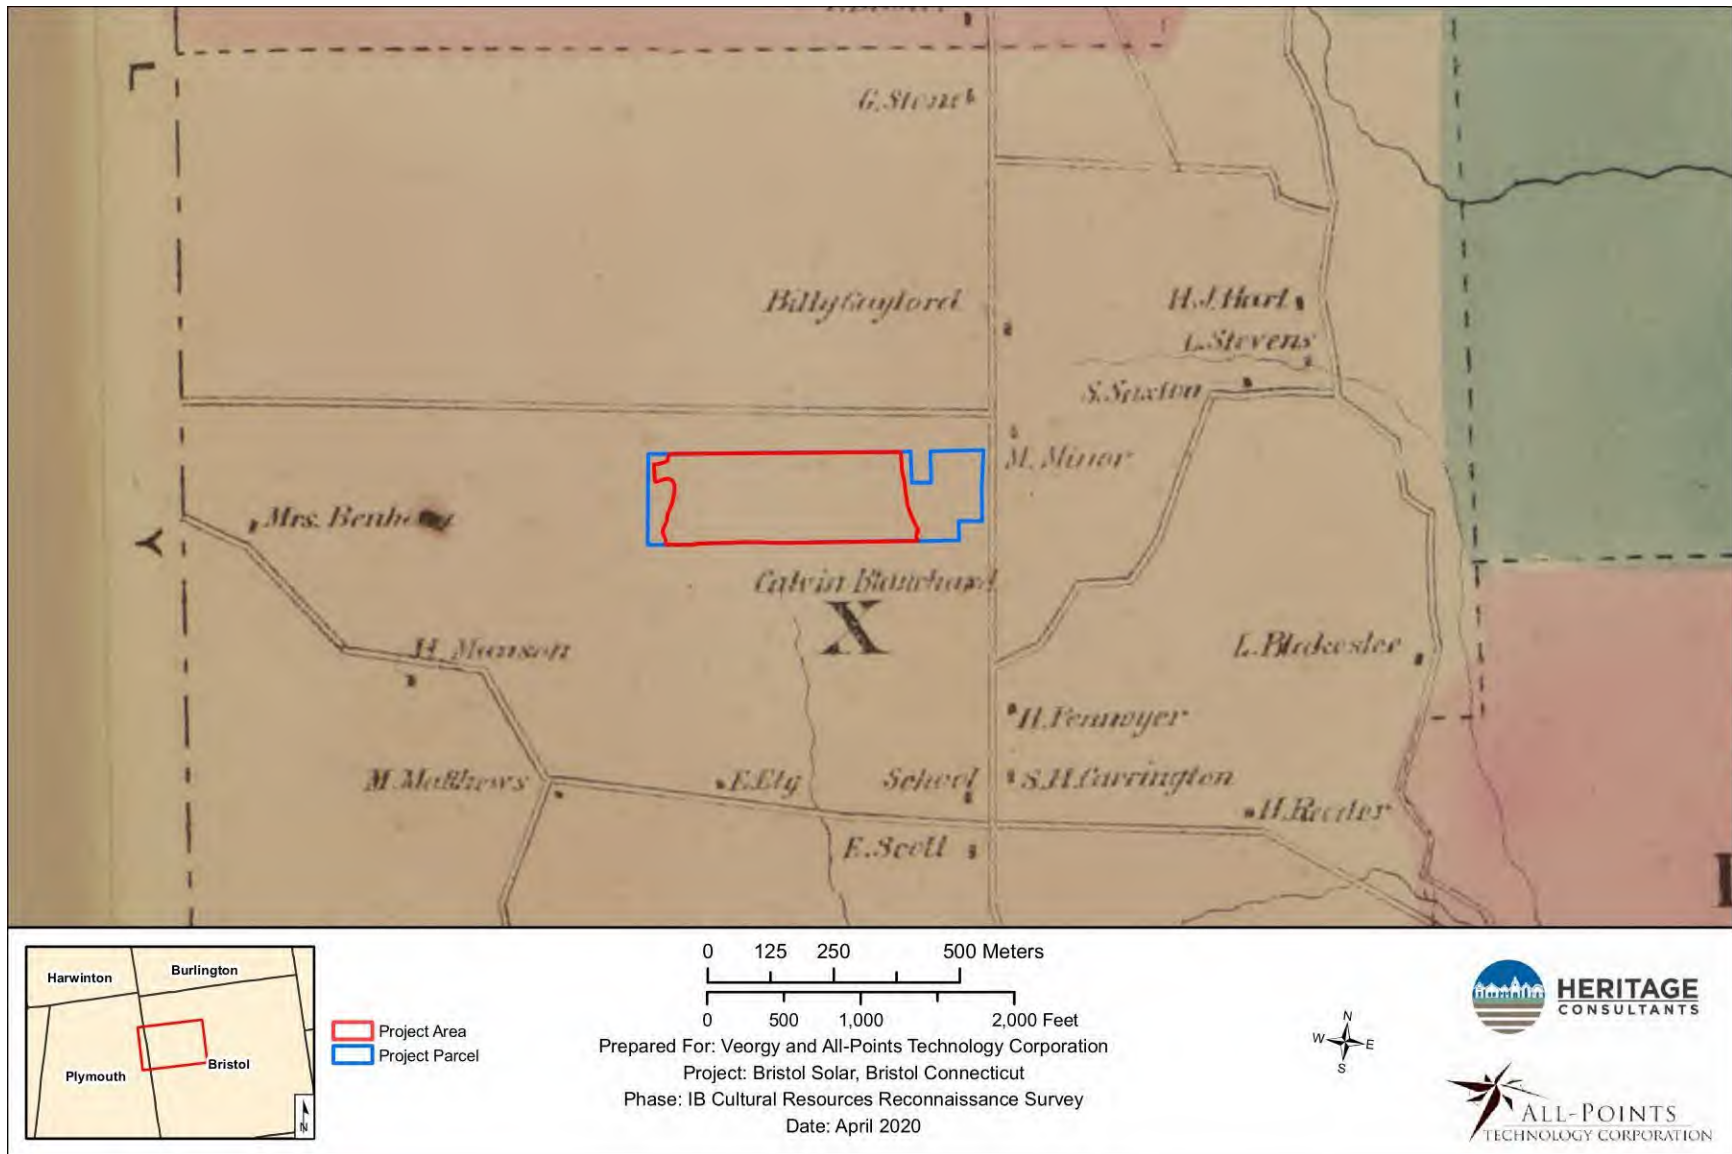 L
G. Stone
Billy Gaylord
H. J. Hart
L. Stevens
S. Saxton
M. Minor
Mrs. Benh
Y
Calvin Blanchard
X
H. Munson
L. Blakeslee
H. Pennoyer
M. Matthews
E. Ely
School
S. H. Carrington
H. Reeder
E. Scott
Harwinton
Burlington
Plymouth
Bristol
N
Project Area
Project Parcel
0 125 250 500 Meters
0 500 1,000 2,000 Feet
Prepared For: Veorgy and All-Points Technology Corporation
Project: Bristol Solar, Bristol Connecticut
Phase: IB Cultural Resources Reconnaissance Survey
Date: April 2020
N
W E
S
HERITAGE
CONSULTANTS
ALL-POINTS
TECHNOLOGY CORPORATION